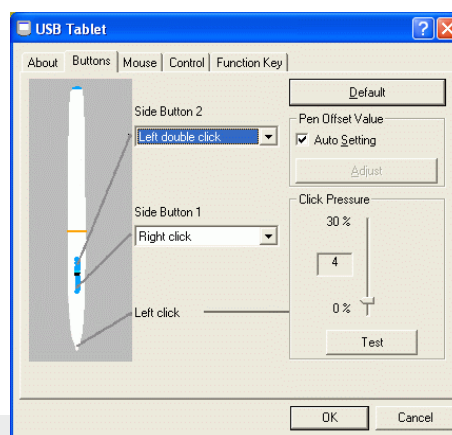 USB Tablet
About Buttons Mouse Control Function Key
Side Button 2
Left double click
Side Button 1
Right click
Left click
Default
Pen Offset Value
Auto Setting
Adjust
Click Pressure
30 %
4
0 %
Test
OK Cancel